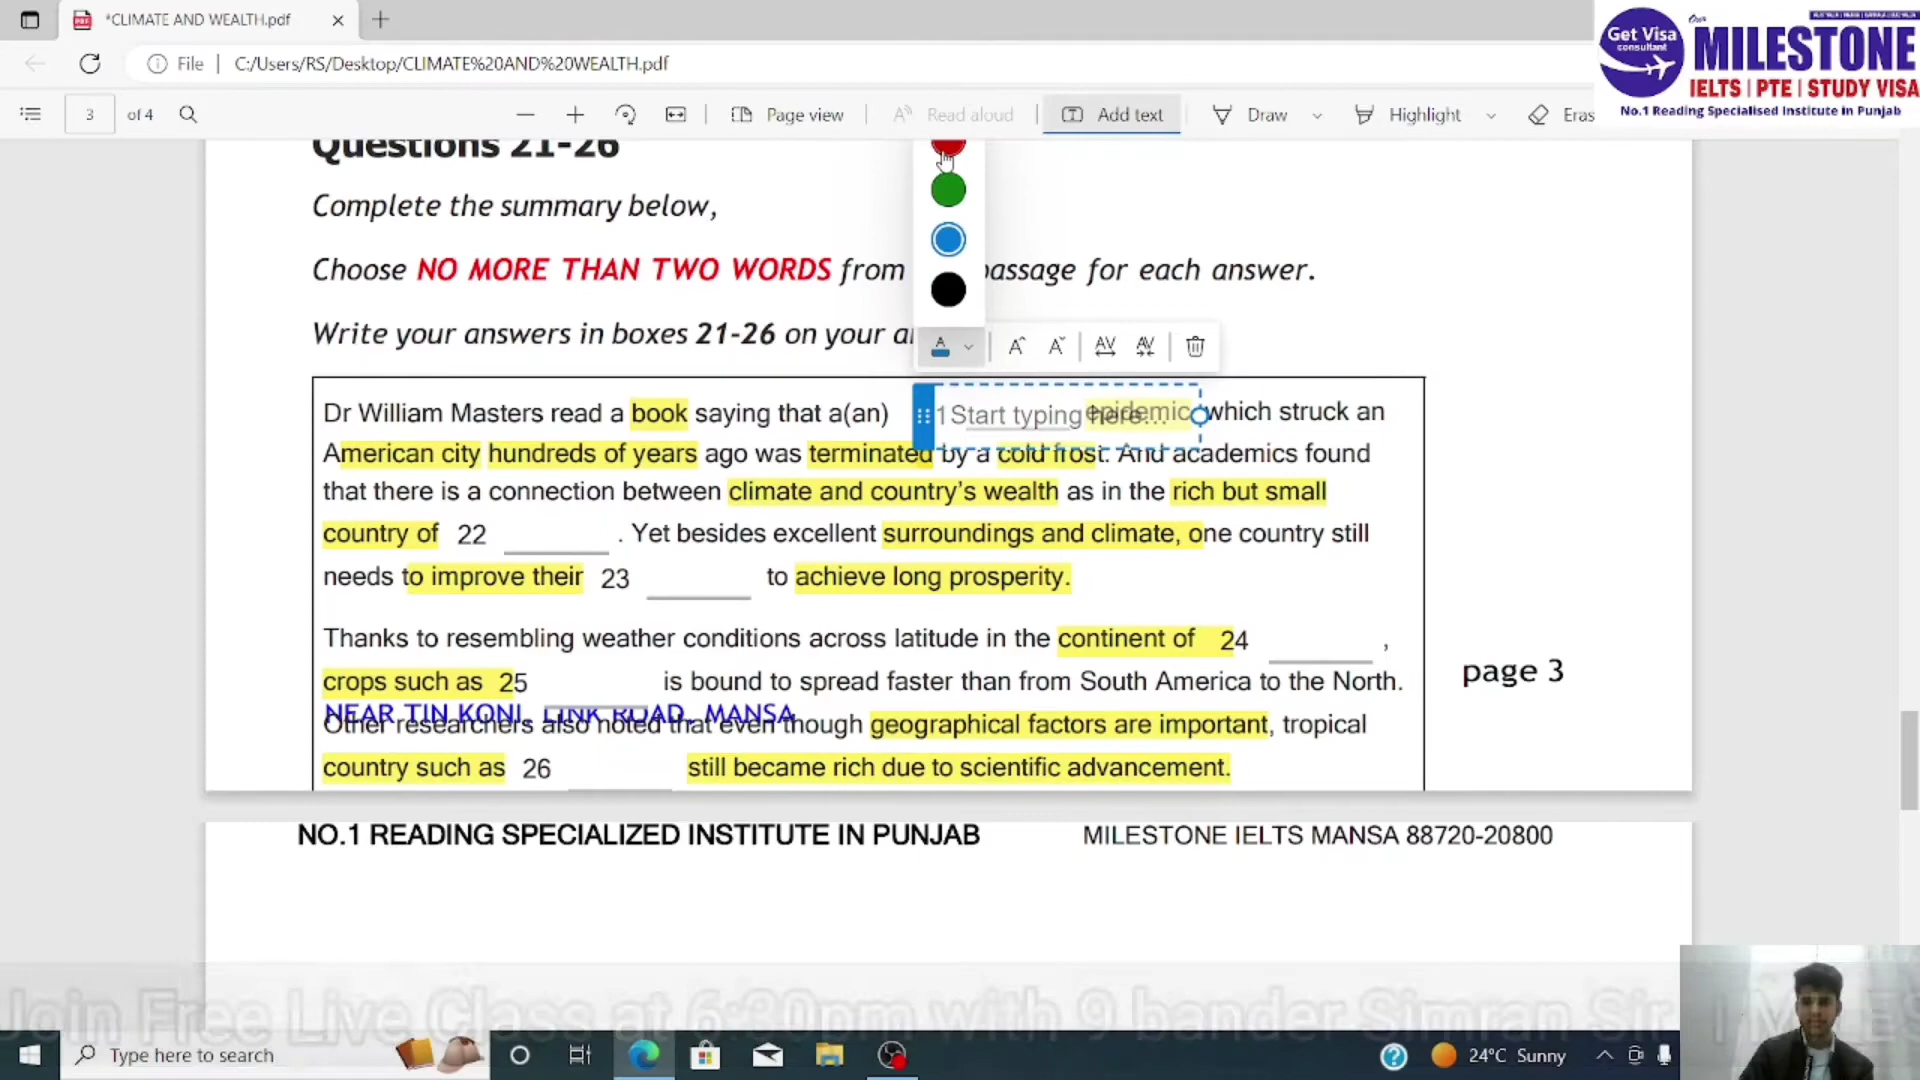 *CLIMATE AND WEALTH.pdf
File
C:/Users/RS/Desktop/CLIMATE%20AND%20WEALTH.pdf
3 of 4
Page view
Read aloud
Add text
Draw
Highlight
Eras
Get Visa
consultant
Our
MILESTONE
IELTS | PTE | STUDY VISA
No.1 Reading Specialised Institute in Punjab
Questions 21-26
Complete the summary below,
Choose NO MORE THAN TWO WORDS from passage for each answer.
Write your answers in boxes 21-26 on your a
Dr William Masters read a book saying that a(an) 1 Start typing here... epidemic which struck an
American city hundreds of years ago was terminated by a cold frost. And academics found
that there is a connection between climate and country's wealth as in the rich but small
country of 22 ________ . Yet besides excellent surroundings and climate, one country still
needs to improve their 23 ________ to achieve long prosperity.
Thanks to resembling weather conditions across latitude in the continent of 24 ________ ,
crops such as 25 ________ is bound to spread faster than from South America to the North.
page 3
NEAR TIN KONI, LINK ROAD, MANSA
Other researchers also noted that even though geographical factors are important, tropical
country such as 26 ________ still became rich due to scientific advancement.
NO.1 READING SPECIALIZED INSTITUTE IN PUNJAB
MILESTONE IELTS MANSA 88720-20800
Join Free Live Class at 6:30pm with 9 bander Simran Sir
Type here to search
24°C Sunny